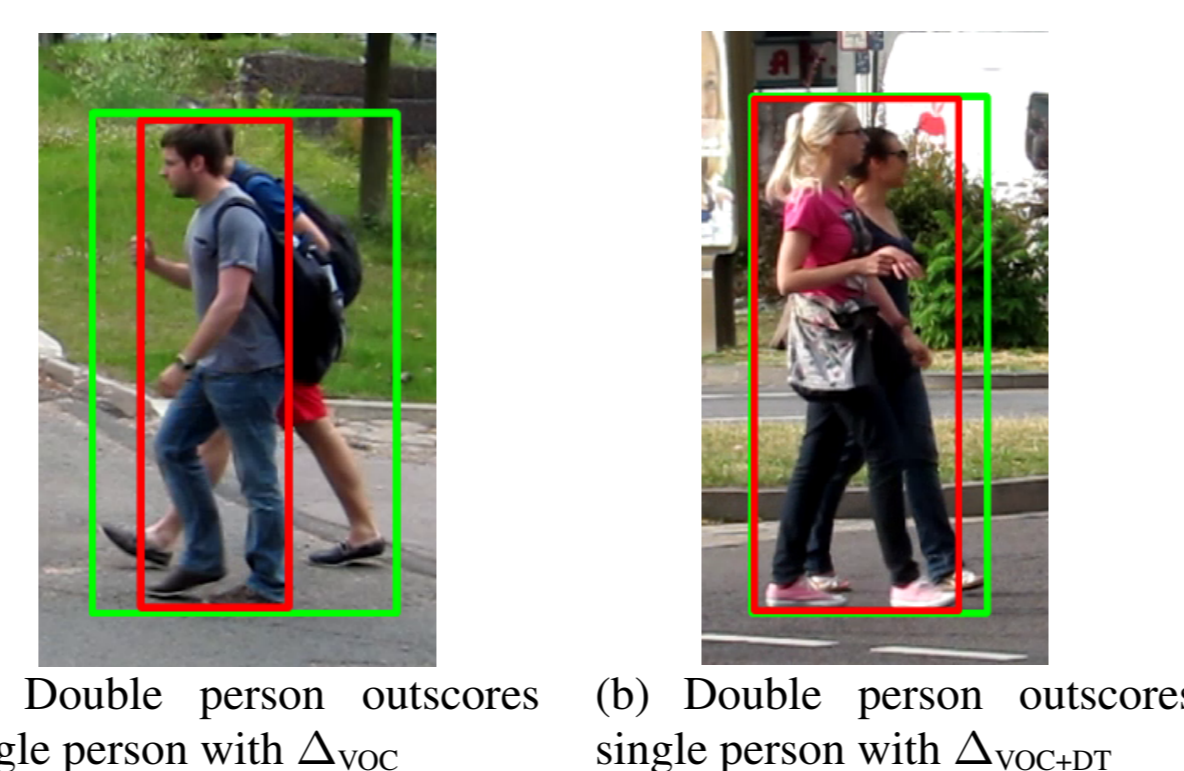 Double person outscores
gle person with Δ_VOC
(b) Double person outscores
single person with Δ_VOC+DT
A